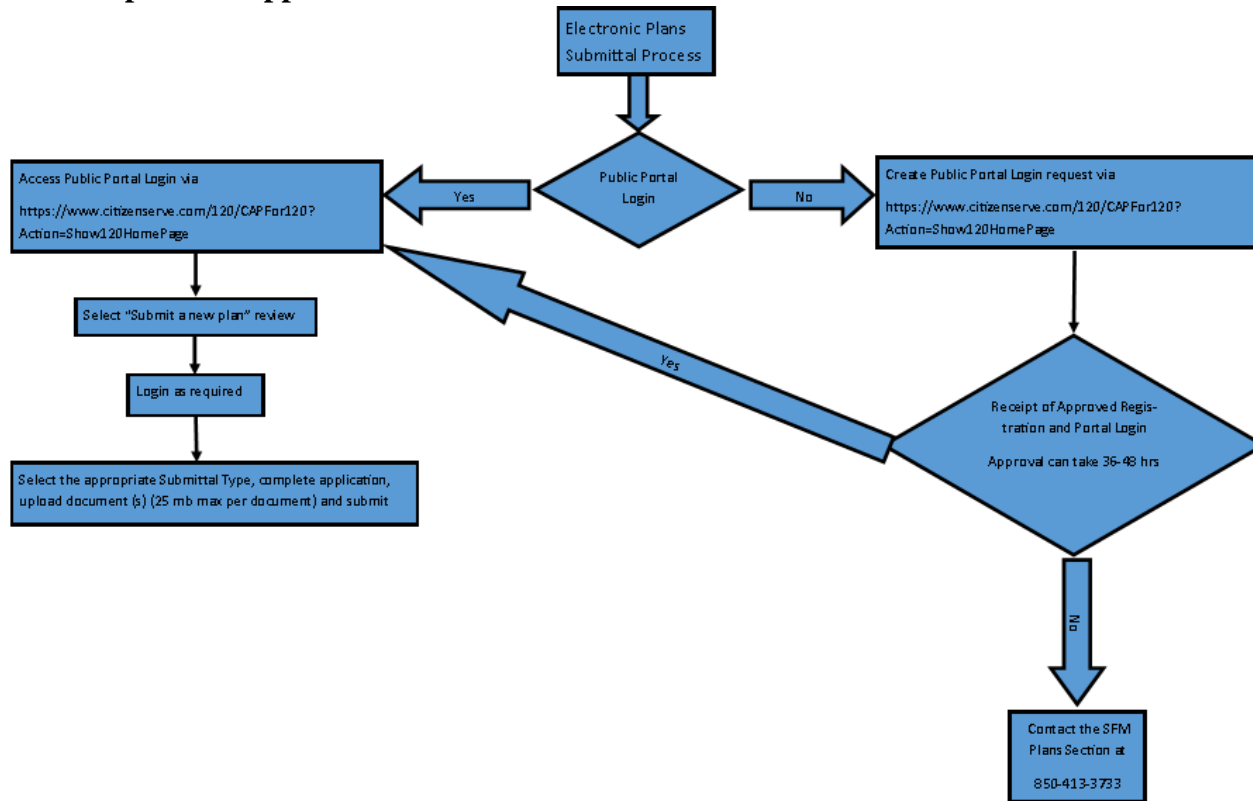 Electronic Plans
Submittal Process
Public Portal
Login
Yes
No
Access Public Portal Login via
https://www.citizenserve.com/120/CAPFor120?
Action=Show120HomePage
Create Public Portal Login request via
https://www.citizenserve.com/120/CAPFor120?
Action=Show120HomePage
Select “Submit a new plan” review
Login as required
Select the appropriate Submittal Type, complete application,
upload document (s) (25 mb max per document) and submit
Yes
Receipt of Approved Regis-
tration and Portal Login
Approval can take 36-48 hrs
No
Contact the SFM
Plans Section at
850-413-3733